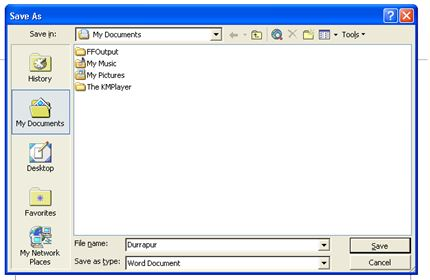 Save As
Save in: My Documents Tools
History
My Documents
Desktop
Favorites
My Network
Places
FFOutput
My Music
My Pictures
The KMPlayer
File name: Durrapur Save
Save as type: Word Document Cancel